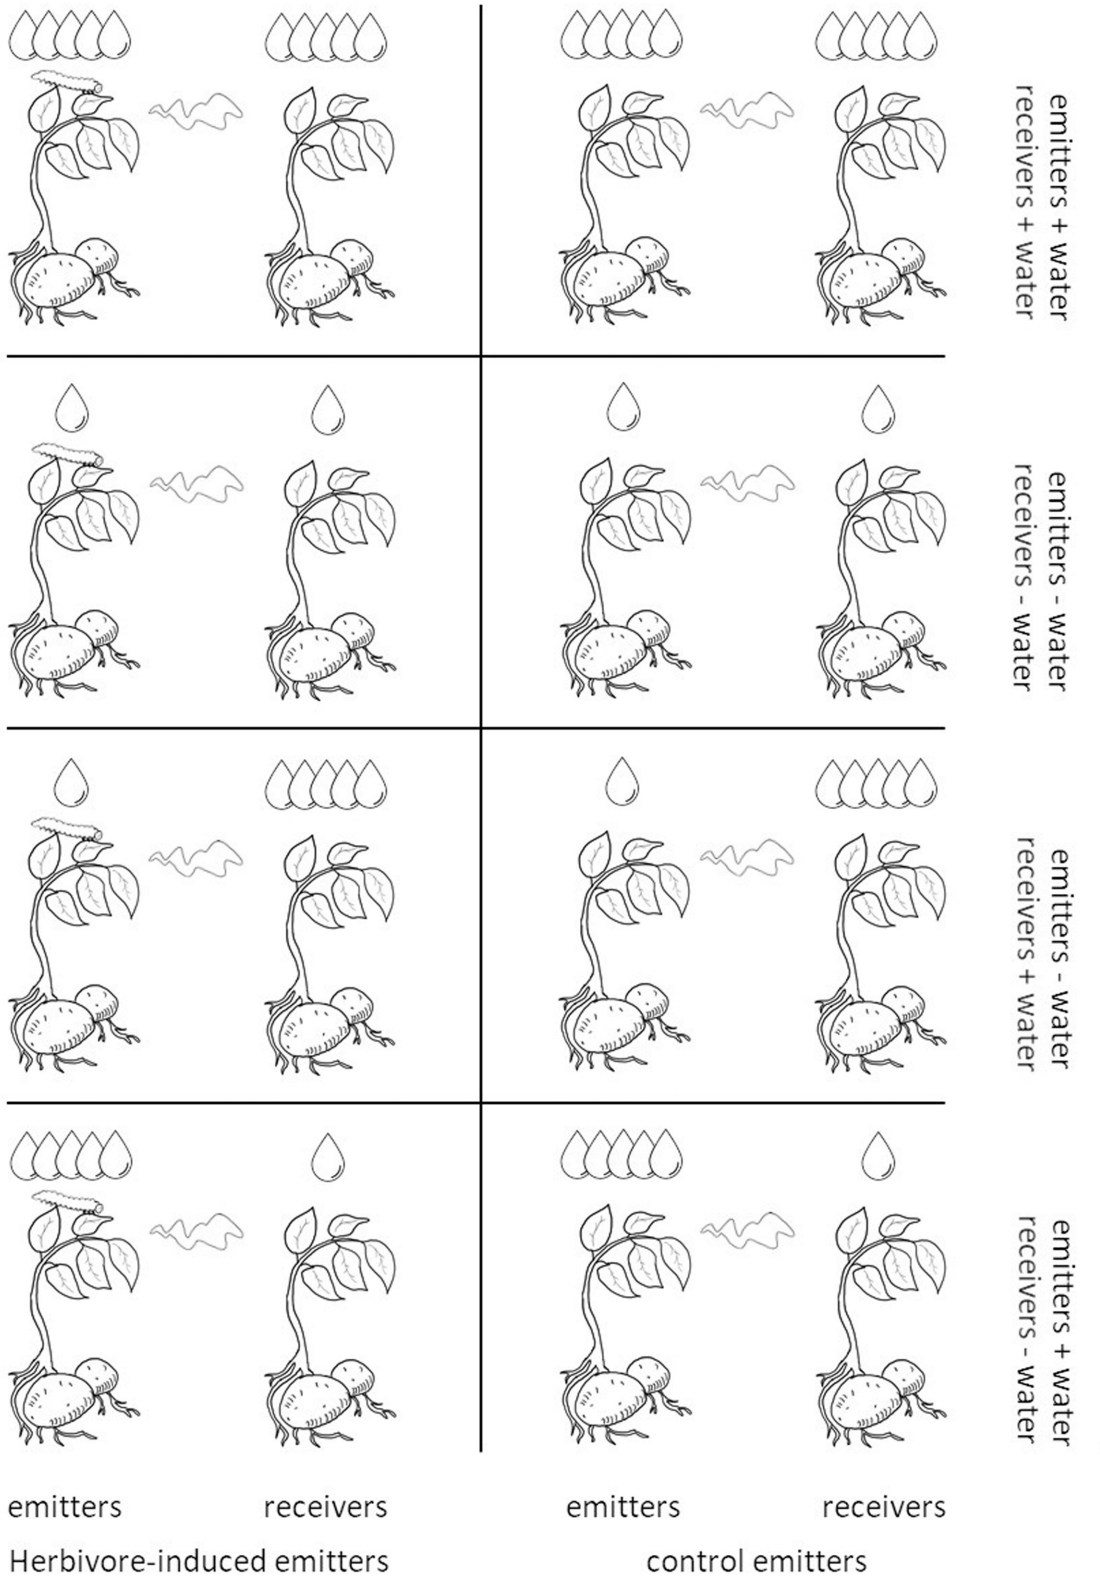 emitters + water
receivers + water
emitters - water
receivers - water
emitters - water
receivers + water
emitters + water
receivers - water
emitters receivers emitters receivers
Herbivore-induced emitters control emitters